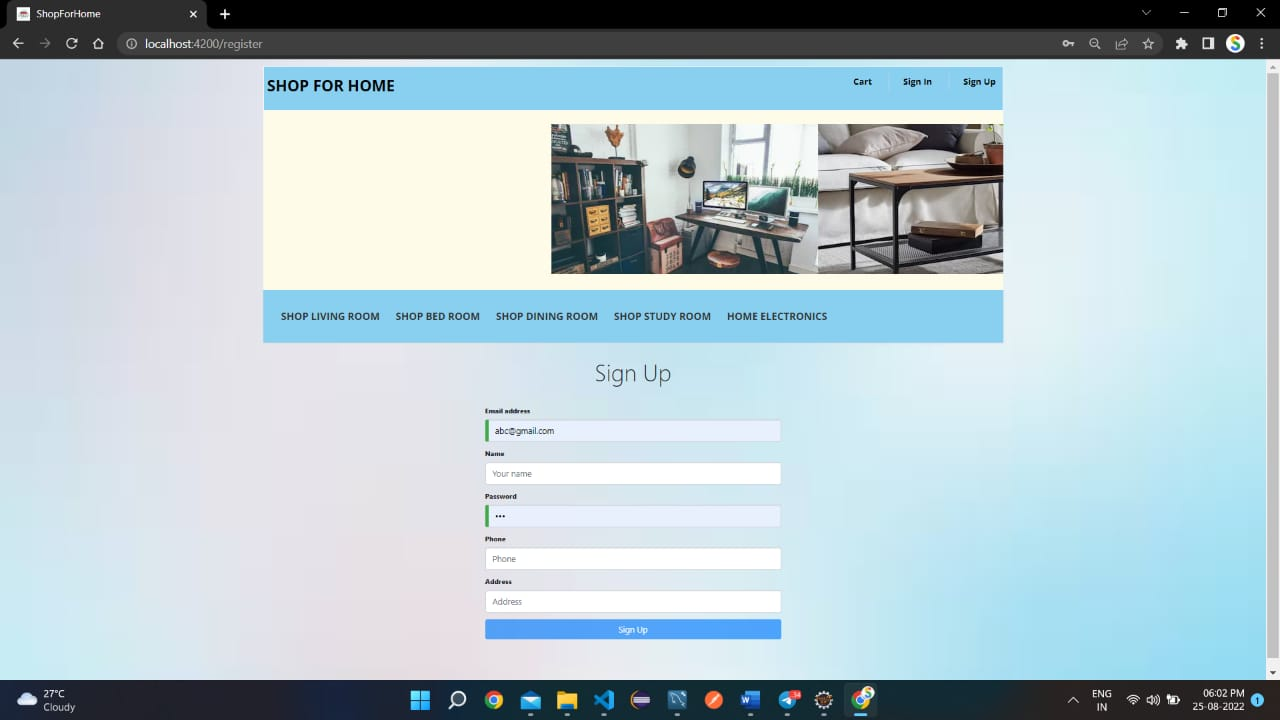 ShopForHome
localhost:4200/register
SHOP FOR HOME
Cart
Sign In
Sign Up
SHOP LIVING ROOM
SHOP BED ROOM
SHOP DINING ROOM
SHOP STUDY ROOM
HOME ELECTRONICS
Sign Up
Email address
abc@gmail.com
Name
Your name
Password
•••
Phone
Phone
Address
Address
Sign Up
27°C
Cloudy
34
ENG
IN
06:02 PM
25-08-2022
1